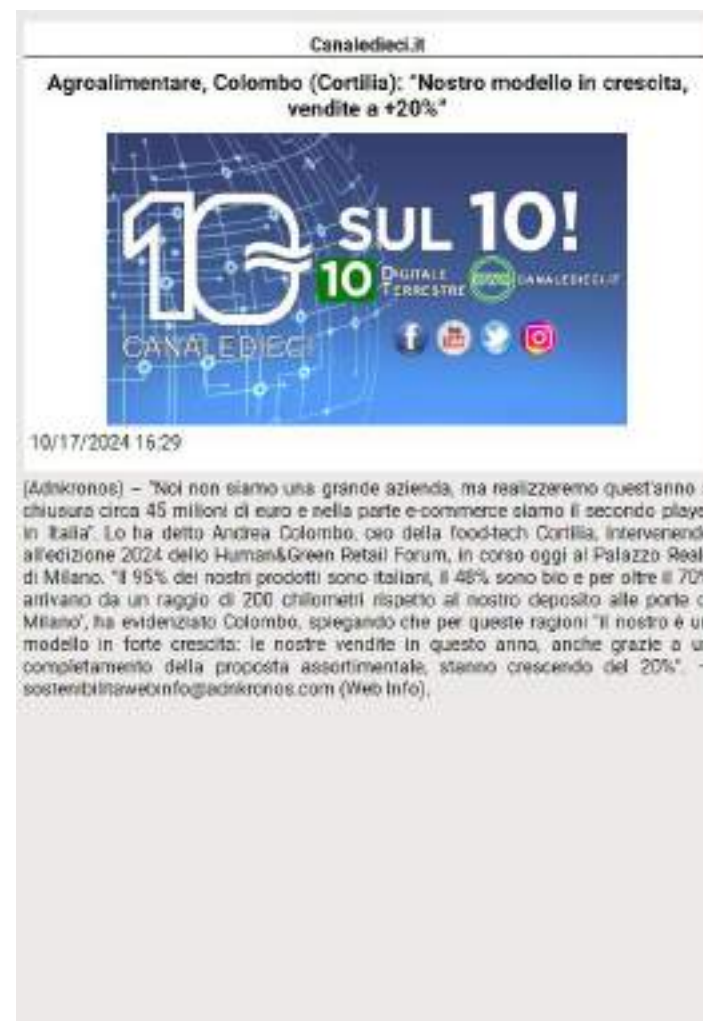 Canaledieci.it
Agroalimentare, Colombo (Cortilia): “Nostro modello in crescita,
vendite a +20%”
10
SUL 10!
10 DIGITALE
TERRESTRE
CANALEDIECI.IT
CANALEDIECI
10/17/2024 16:29
(Adnkronos) – “Noi non siamo una grande azienda, ma realizzeremo quest'anno
chiusura circa 45 milioni di euro e nella parte e-commerce siamo il secondo playe
in Italia”. Lo ha detto Andrea Colombo, ceo della food-tech Cortilia, intervenend
all'edizione 2024 dello Human&Green Retail Forum, in corso oggi al Palazzo Real
di Milano. “Il 95% dei nostri prodotti sono italiani, il 48% sono bio e per oltre il 70%
arrivano da un raggio di 200 chilometri rispetto al nostro deposito alle porte d
Milano”, ha evidenziato Colombo, spiegando che per queste ragioni “il nostro è un
modello in forte crescita: le nostre vendite in questo anno, anche grazie a un
completamento della proposta assortimentale, stanno crescendo del 20%”. –
sostenibilitawebinfo@adnkronos.com (Web Info).